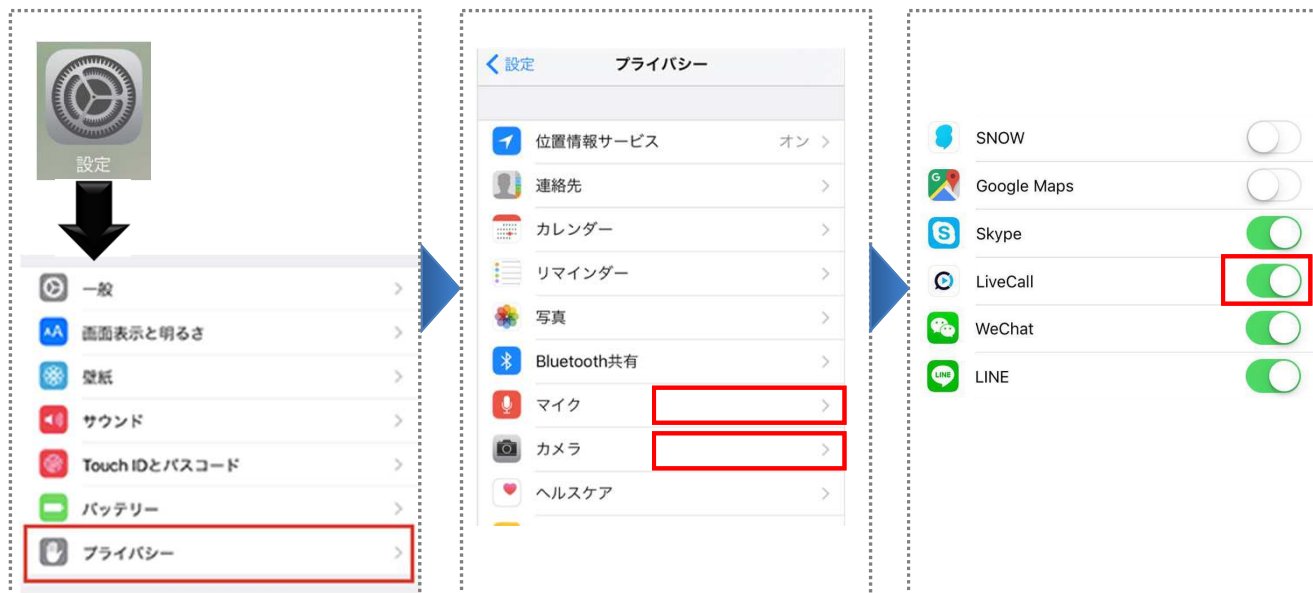 設定
一般
AA 画面表示と明るさ
壁紙
サウンド
Touch IDとパスコード
バッテリー
プライバシー
設定 プライバシー
位置情報サービス オン
連絡先
カレンダー
リマインダー
写真
Bluetooth共有
マイク
カメラ
ヘルスケア
SNOW
G Google Maps
S Skype
LiveCall
WeChat
LINE LINE